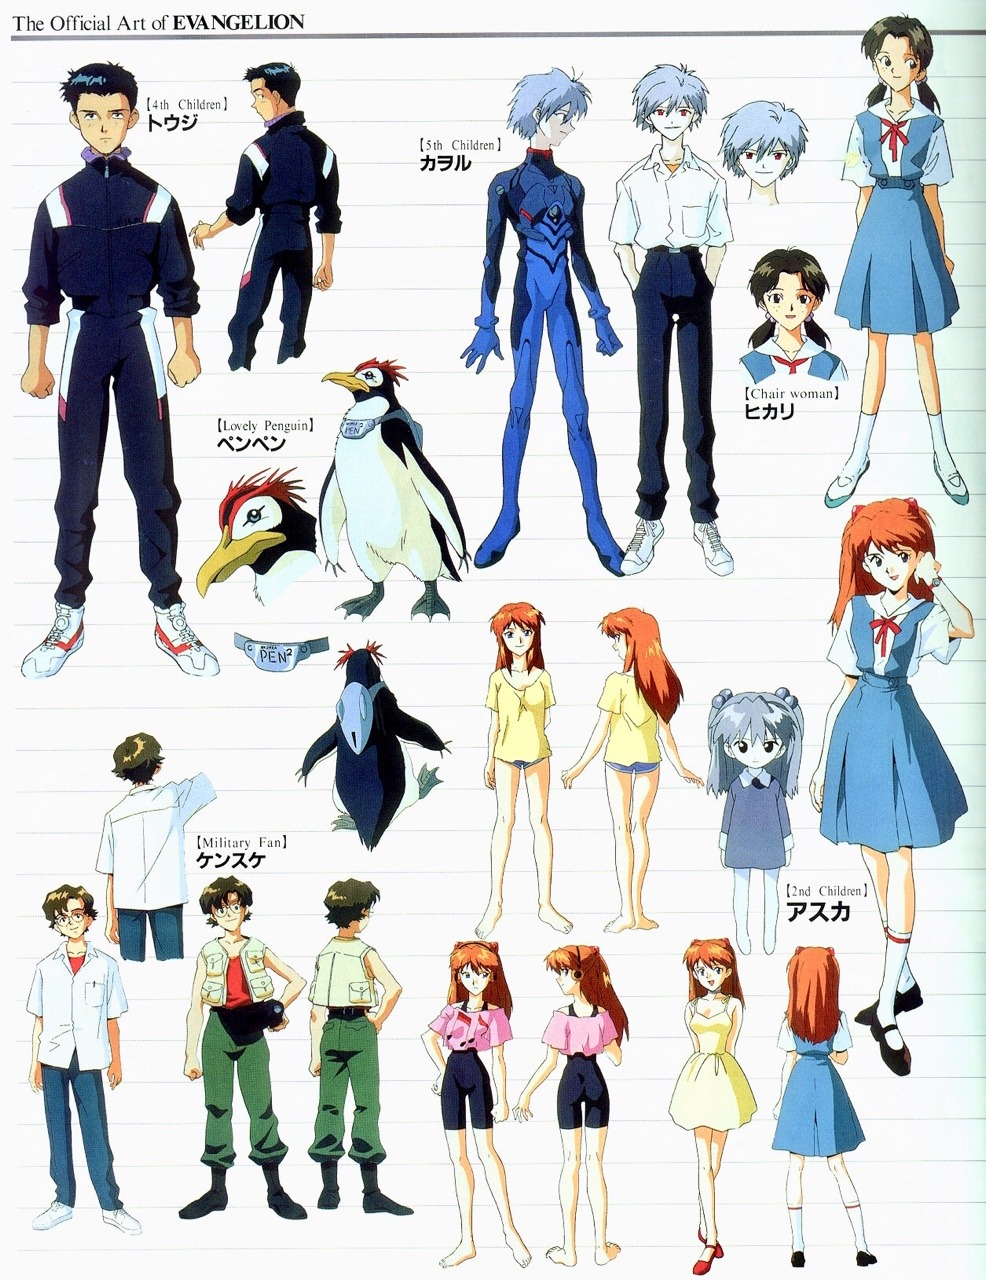 The Official Art of EVANGELION
【4th Children】
トウジ
【5th Children】
カヲル
【Chair woman】
ヒカリ
【Lovely Penguin】
ペンペン
PEN²
PEN²
【Military Fan】
ケンスケ
【2nd Children】
アスカ